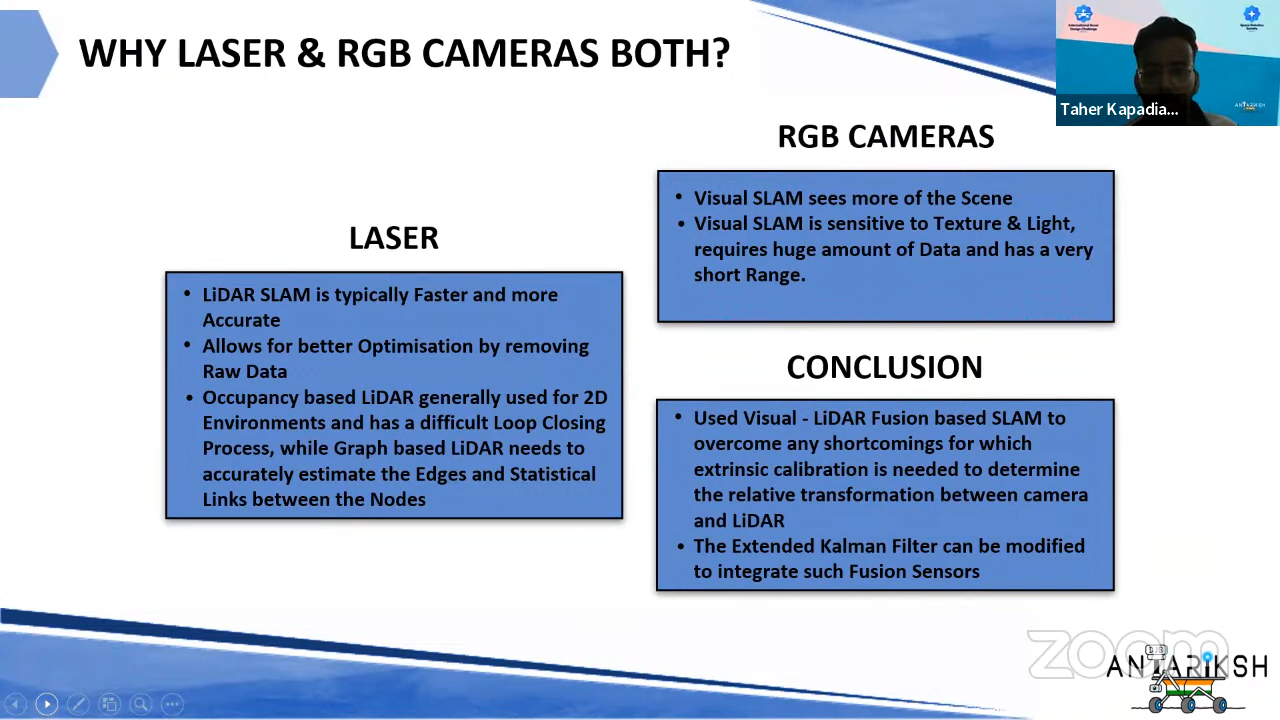 WHY LASER & RGB CAMERAS BOTH?
Taher Kapadia...
RGB CAMERAS
• Visual SLAM sees more of the Scene
• Visual SLAM is sensitive to Texture & Light,
requires huge amount of Data and has a very
short Range.
LASER
• LiDAR SLAM is typically Faster and more
Accurate
• Allows for better Optimisation by removing
Raw Data
• Occupancy based LiDAR generally used for 2D
Environments and has a difficult Loop Closing
Process, while Graph based LiDAR needs to
accurately estimate the Edges and Statistical
Links between the Nodes
CONCLUSION
• Used Visual - LiDAR Fusion based SLAM to
overcome any shortcomings for which
extrinsic calibration is needed to determine
the relative transformation between camera
and LiDAR
• The Extended Kalman Filter can be modified
to integrate such Fusion Sensors
zoom
ANTARIKSH